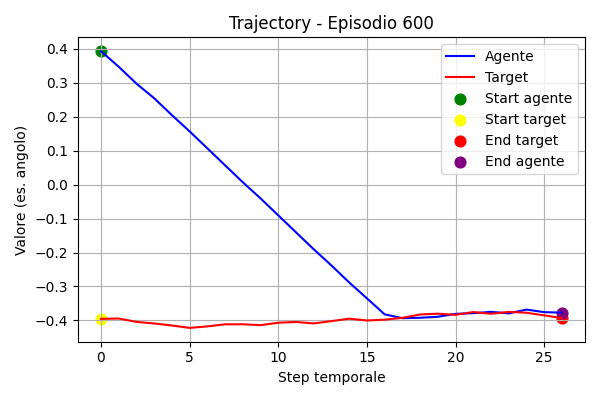 Trajectory - Episodio 600
Valore (es. angolo)
0.4
0.3
0.2
0.1
0.0
−0.1
−0.2
−0.3
−0.4
Agente
Target
Start agente
Start target
End target
End agente
0 5 10 15 20 25
Step temporale